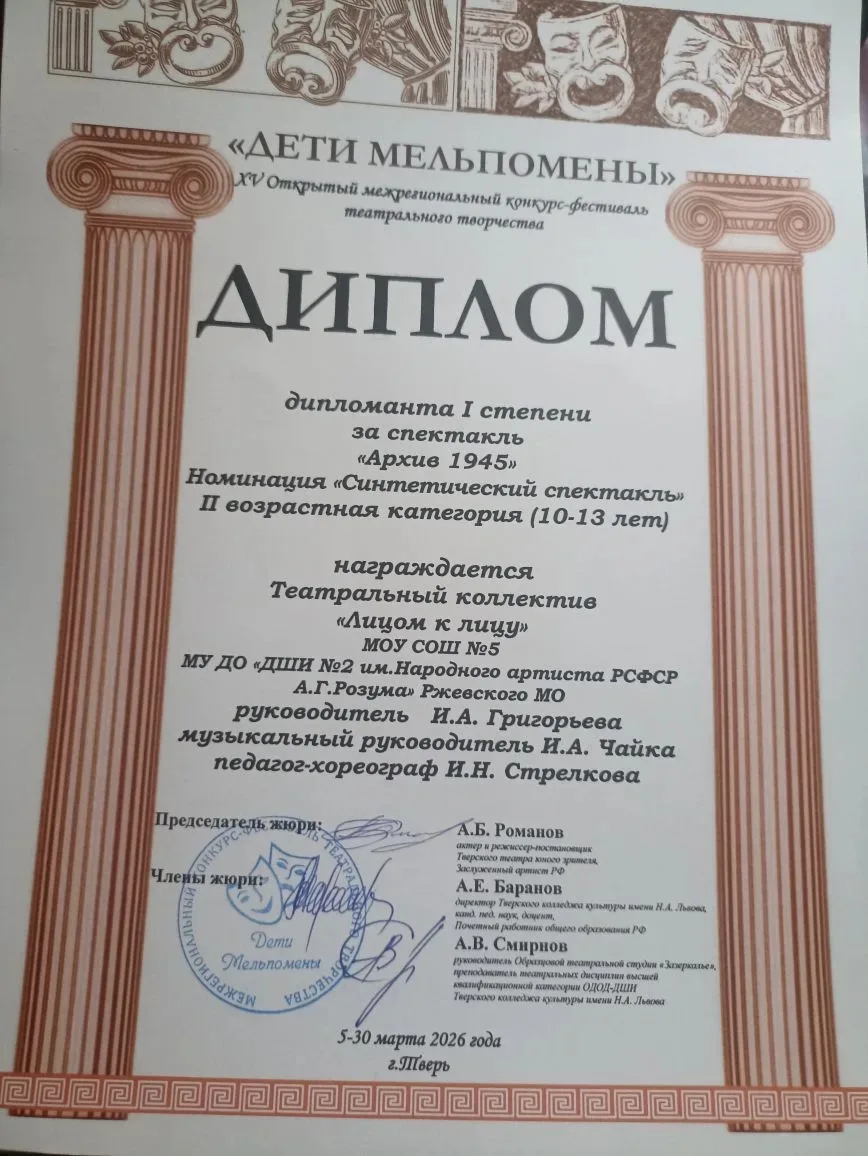 «ДЕТИ МЕЛЬПОМЕНЫ»
XV Открытый межрегиональный конкурс-фестиваль
театрального творчества
ДИПЛОМ
дипломанта I степени
за спектакль
«Архив 1945»
Номинация «Синтетический спектакль»
II возрастная категория (10-13 лет)
награждается
Театральный коллектив
«Лицом к лицу»
МОУ СОШ №5
МУ ДО «ДШИ №2 им.Народного артиста РСФСР
А.Г.Розума» Ржевского МО
руководитель И.А. Григорьева
музыкальный руководитель И.А. Чайка
педагог-хореограф И.Н. Стрелкова
Председатель жюри:
А.Б. Романов
актер и режиссер-постановщик
Тверского театра юного зрителя,
Заслуженный артист РФ
Члены жюри:
А.Е. Баранов
директор Тверского колледжа культуры имени Н.А. Львова,
канд. пед. наук, доцент,
Почетный работник общего образования РФ
А.В. Смирнов
руководитель Образцовой театральной студии «Зазеркалье»,
преподаватель театральных дисциплин высшей
квалификационной категории ОДОД-ДШИ
Тверского колледжа культуры имени Н.А. Львова
МЕЖРЕГИОНАЛЬНЫЙ КОНКУРС-ФЕСТИВАЛЬ ТЕАТРАЛЬНОГО ТВОРЧЕСТВА
Дети
Мельпомены
5-30 марта 2026 года
г.Тверь